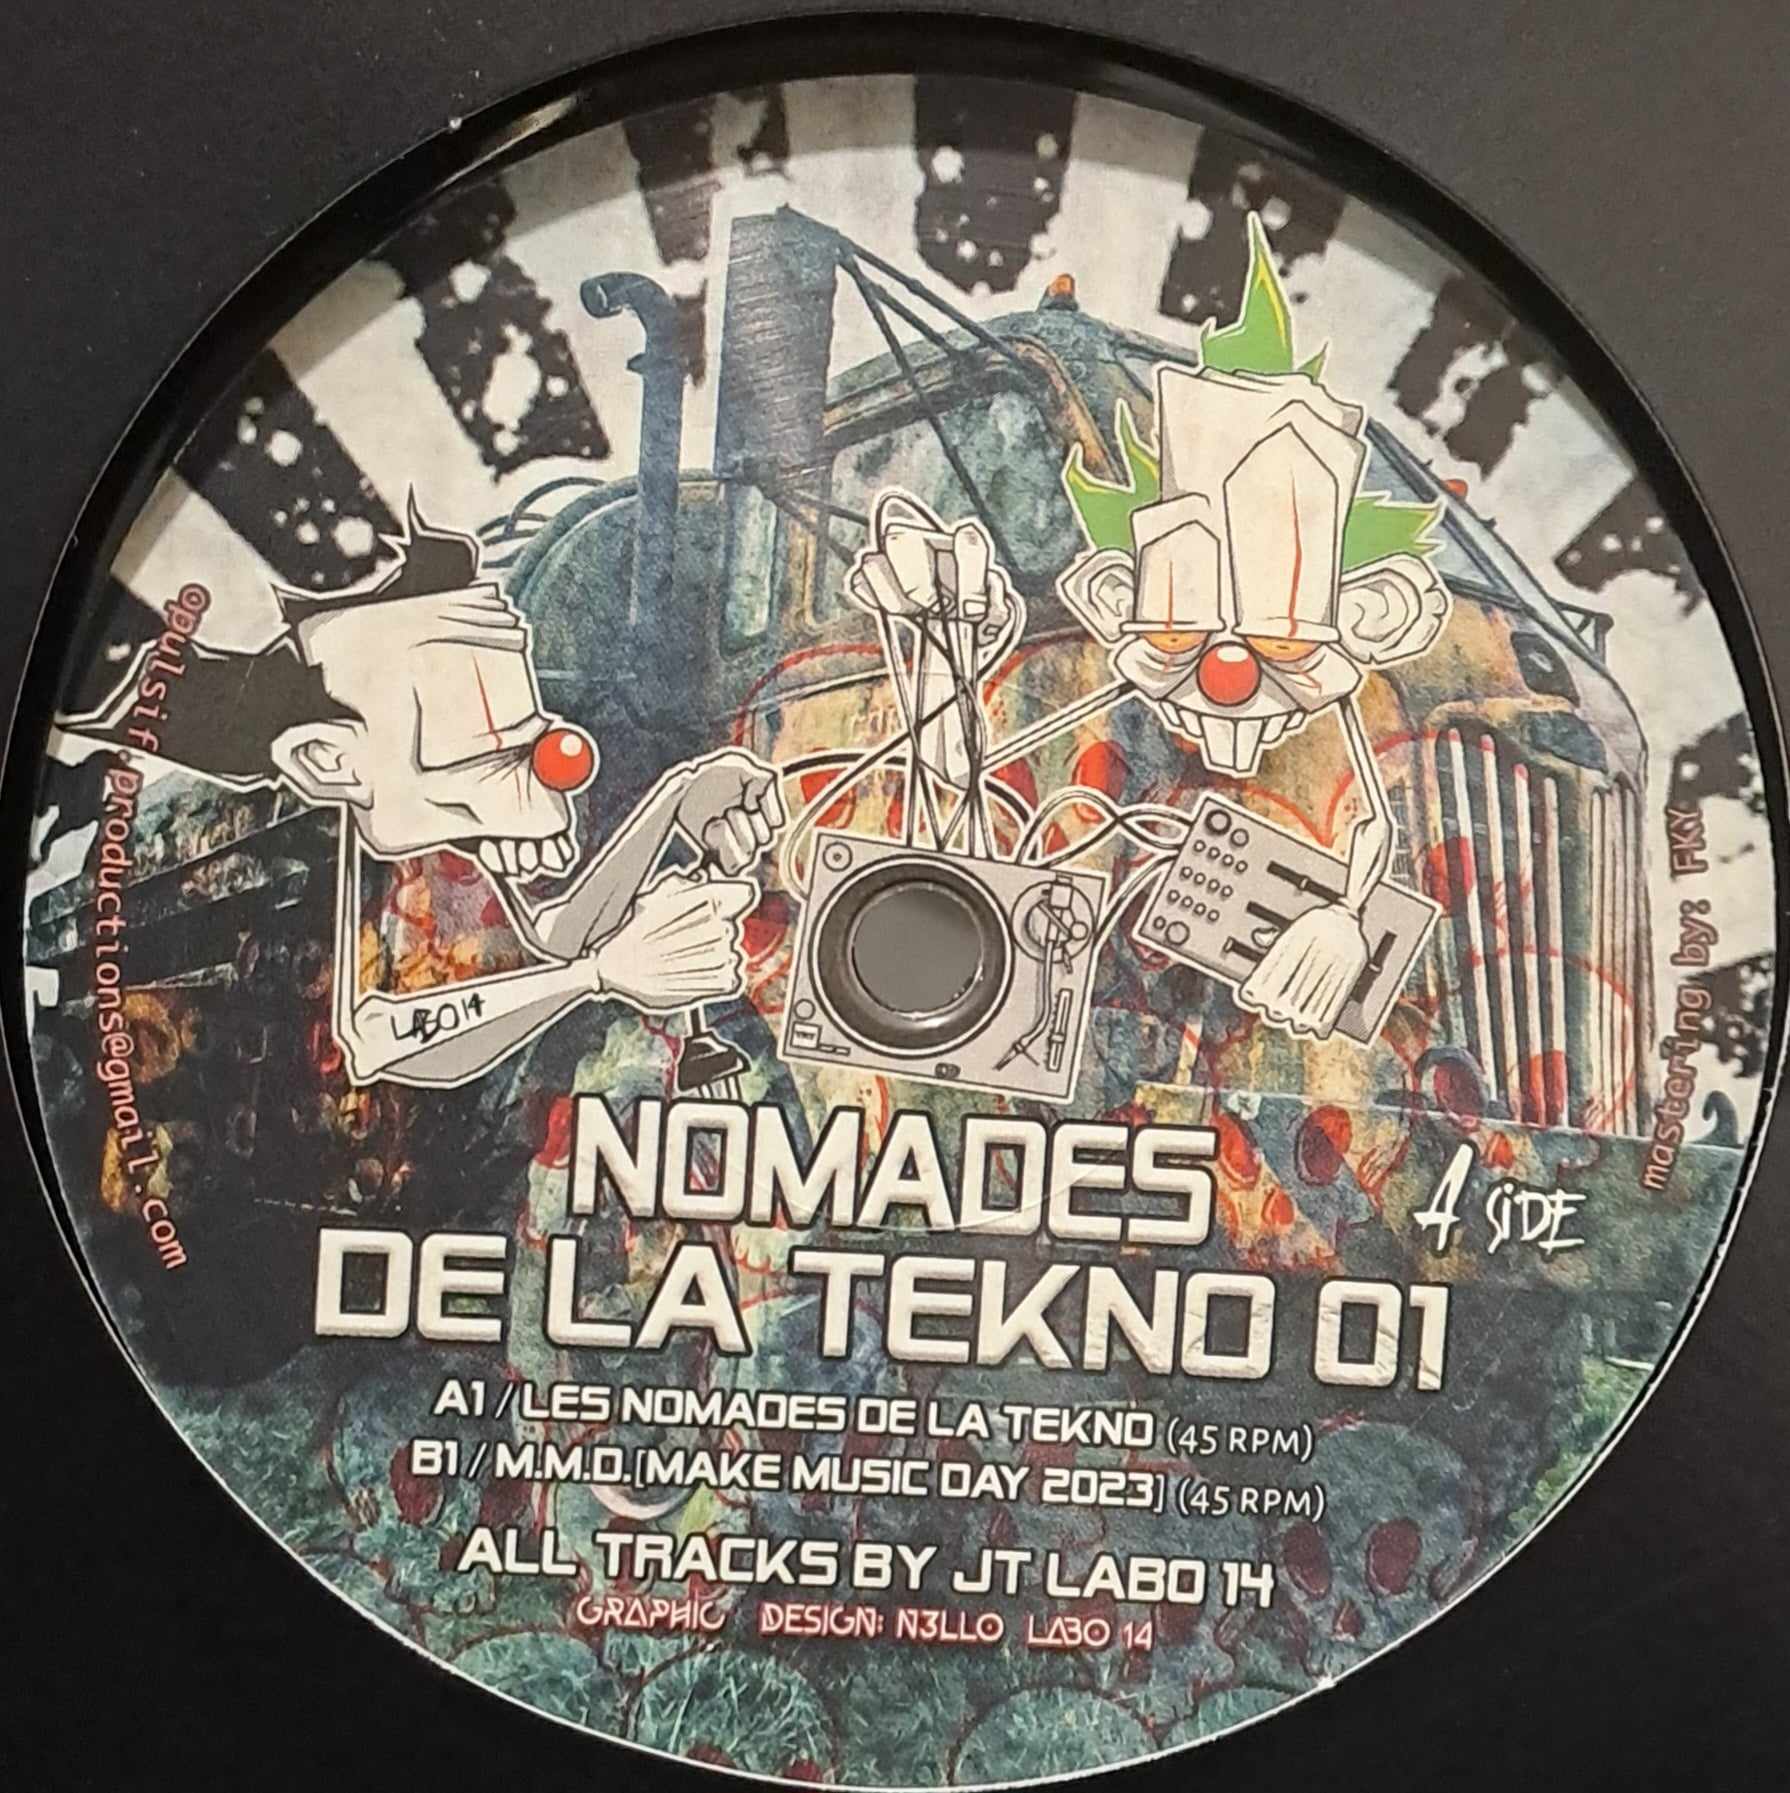 @pulsif.productions@gmail.com
mastering by: FKY
LABO14
NOMADES
A SiDE
DE LA TEKNO 01
A1 / LES NOMADES DE LA TEKNO (45 RPM)
B1 / M.M.D.[MAKE MUSIC DAY 2023] (45 RPM)
ALL TRACKS BY JT LABO 14
GRAPHIC DESIGN: N3LLO LABO 14